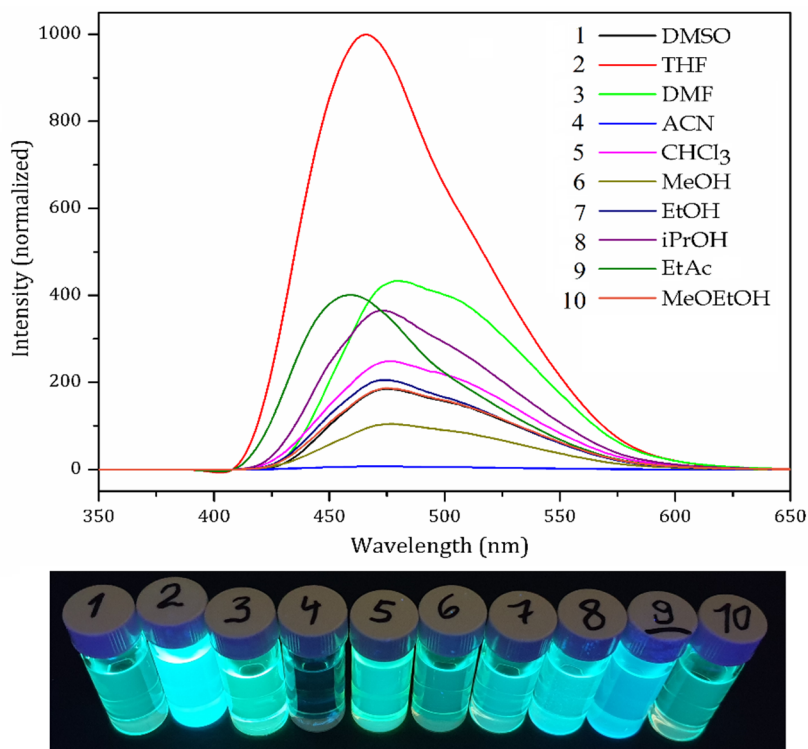 1 DMSO
2 THF
3 DMF
4 ACN
5 CHCl3
6 MeOH
7 EtOH
8 iPrOH
9 EtAc
10 MeOEtOH
Intensity (normalized)
1000
800
600
400
200
0
350 400 450 500 550 600 650
Wavelength (nm)
1 2 3 4 5 6 7 8 9 10